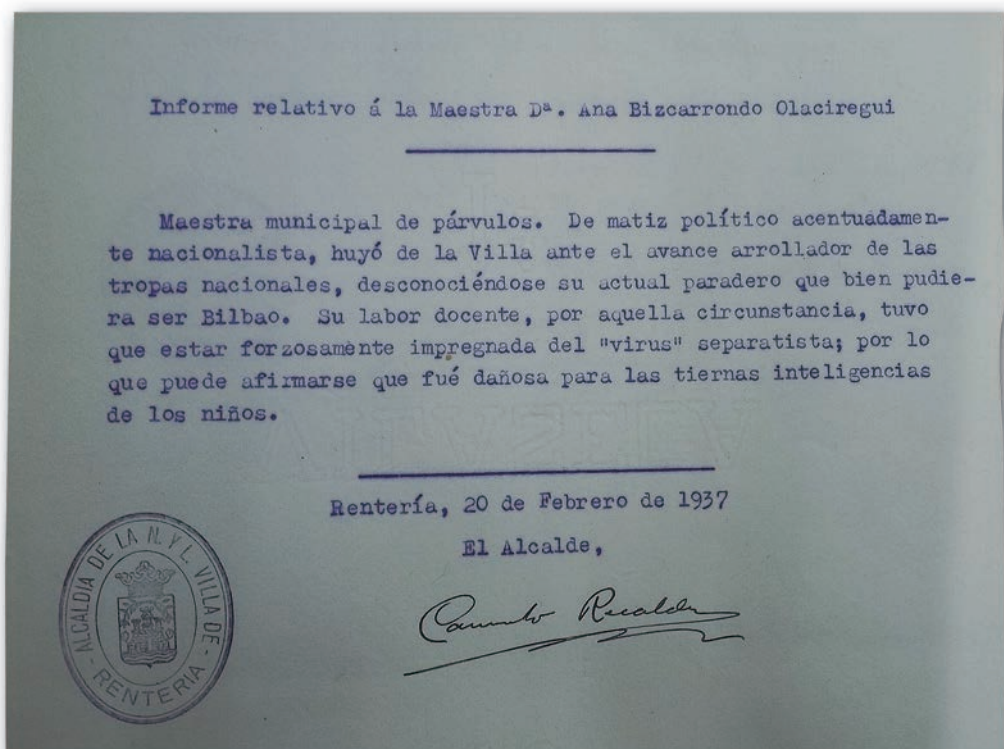 Informe relativo á la Maestra Dª. Ana Bizcarrondo Olaciregui
Maestra municipal de párvulos. De matiz político acentuadamen-
te nacionalista, huyó de la Villa ante el avance arrollador de las
tropas nacionales, desconociéndose su actual paradero que bien pudie-
ra ser Bilbao. Su labor docente, por aquella circunstancia, tuvo
que estar forzosamente impregnada del "virus" separatista; por lo
que puede afirmarse que fué dañosa para las tiernas inteligencias
de los niños.
Rentería, 20 de Febrero de 1937
El Alcalde,
Recalde
ALCALDIA DE LA N. Y L. VILLA DE
- RENTERIA -